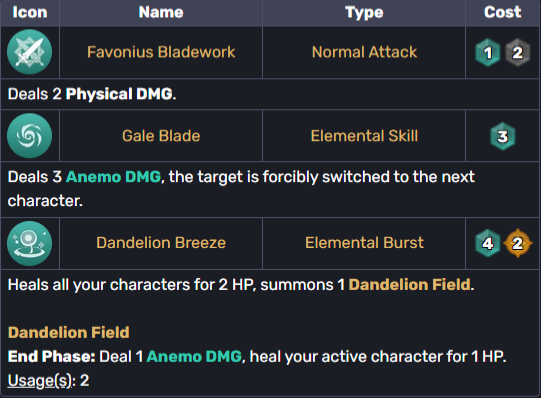 Icon Name Type Cost
Favonius Bladework Normal Attack 1 2
Deals 2 Physical DMG.
Gale Blade Elemental Skill 3
Deals 3 Anemo DMG, the target is forcibly switched to the next
character.
Dandelion Breeze Elemental Burst 4 2
Heals all your characters for 2 HP, summons 1 Dandelion Field.
Dandelion Field
End Phase: Deal 1 Anemo DMG, heal your active character for 1 HP.
Usage(s): 2